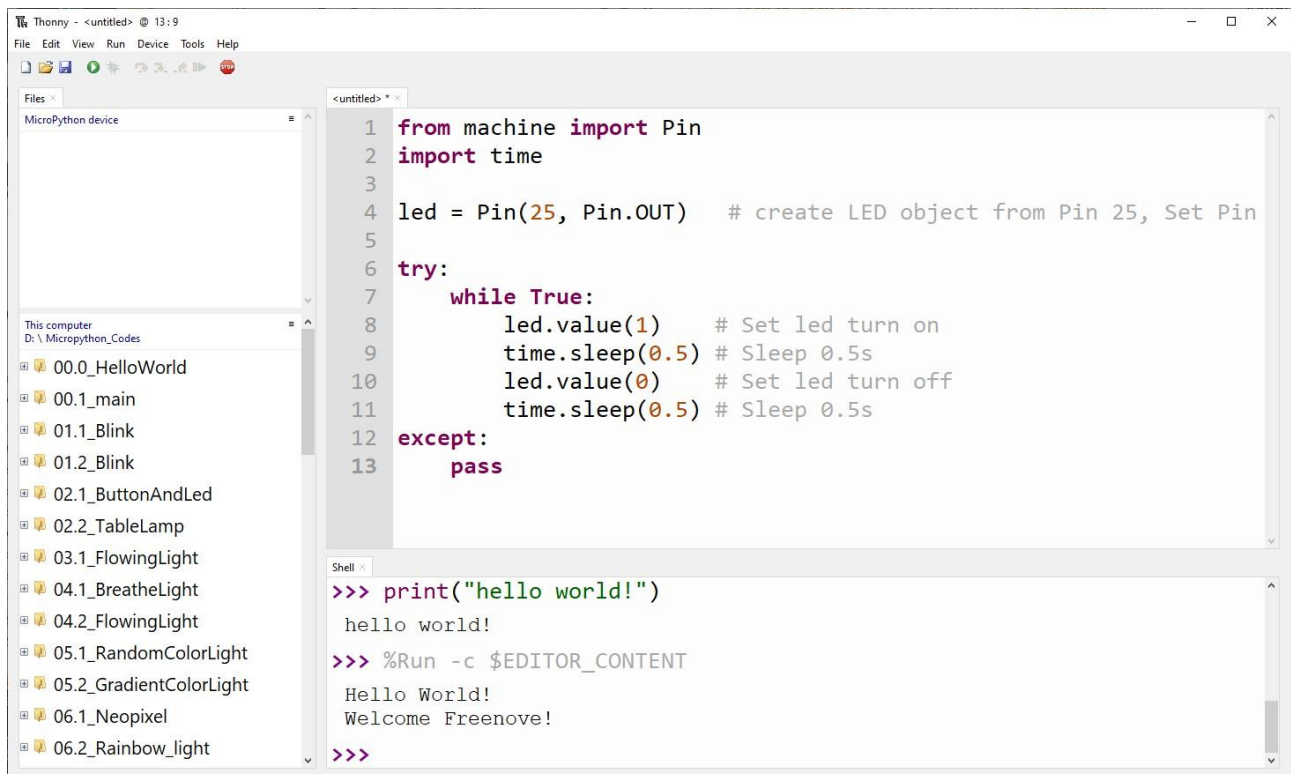 Thonny - <untitled> @ 13:9
File Edit View Run Device Tools Help
STOP
Files
MicroPython device
This computer
D: \ Micropython_Codes
00.0_HelloWorld
00.1_main
01.1_Blink
01.2_Blink
02.1_ButtonAndLed
02.2_TableLamp
03.1_FlowingLight
04.1_BreatheLight
04.2_FlowingLight
05.1_RandomColorLight
05.2_GradientColorLight
06.1_Neopixel
06.2_Rainbow_light
<untitled> *
1 from machine import Pin
2 import time
3
4 led = Pin(25, Pin.OUT)   # create LED object from Pin 25, Set Pin
5
6 try:
7     while True:
8         led.value(1)    # Set led turn on
9         time.sleep(0.5) # Sleep 0.5s
10         led.value(0)    # Set led turn off
11         time.sleep(0.5) # Sleep 0.5s
12 except:
13     pass
Shell
>>> print("hello world!")
hello world!
>>> %Run -c $EDITOR_CONTENT
Hello World!
Welcome Freenove!
>>>